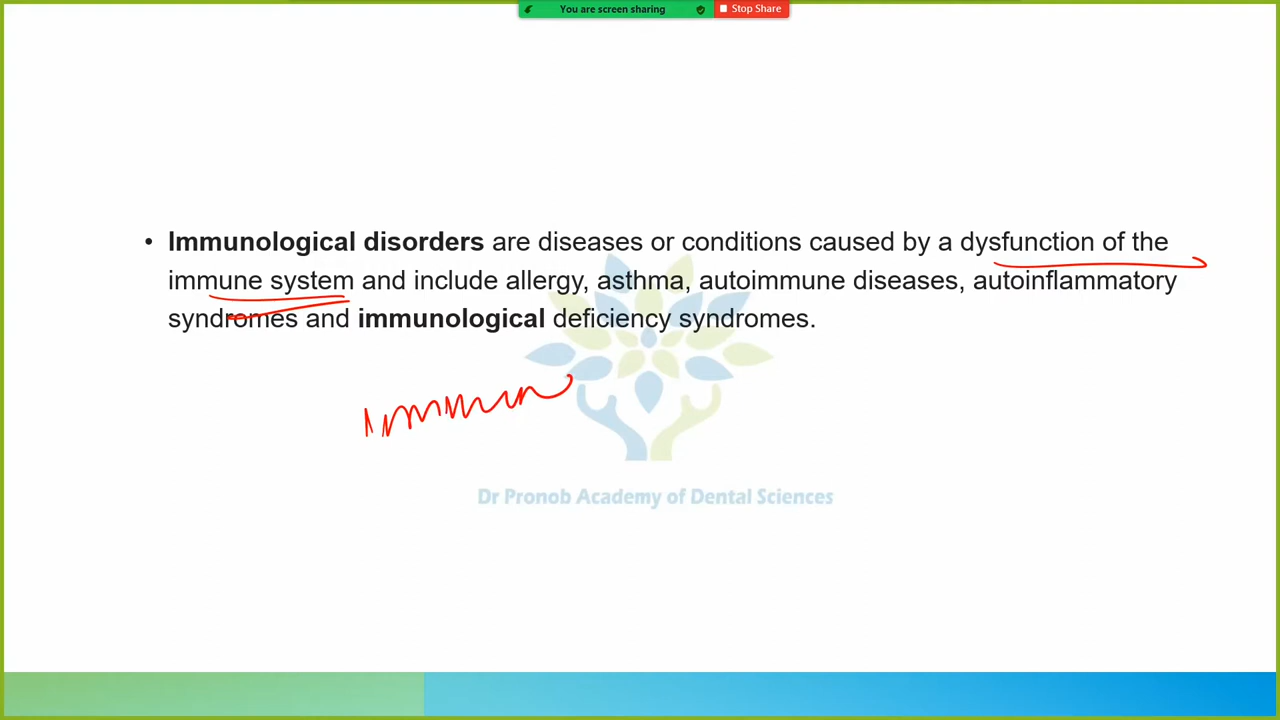 You are screen sharing Stop Share
• Immunological disorders are diseases or conditions caused by a dysfunction of the
immune system and include allergy, asthma, autoimmune diseases, autoinflammatory
syndromes and immunological deficiency syndromes.
immun
Dr Pronob Academy of Dental Sciences